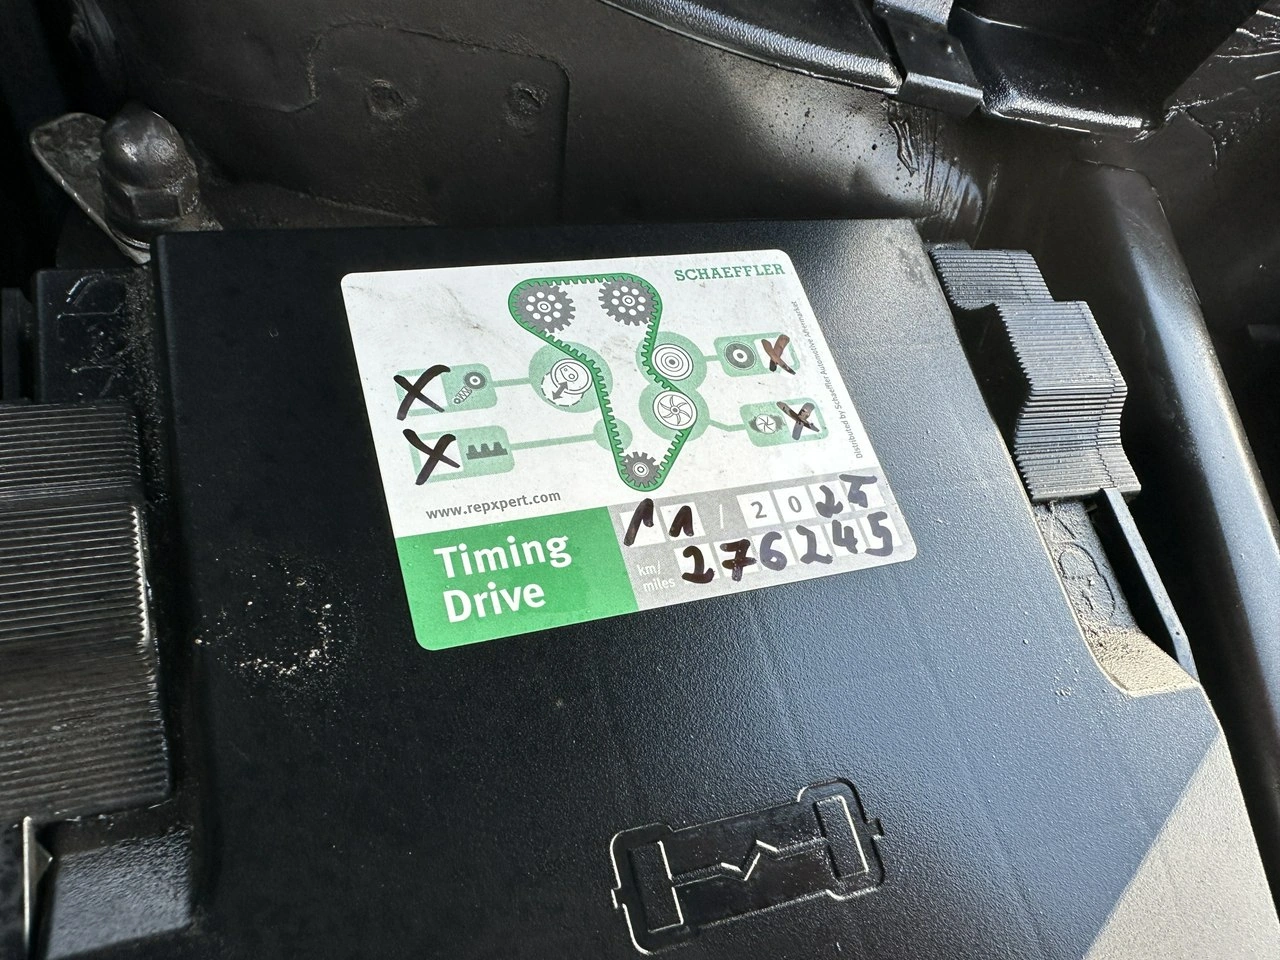 SCHAEFFLER
Distributed by Schaeffler Automotive Aftermarket
X
X
X
X
www.repxpert.com
Timing
Drive
11 / 2025
km/
miles
276245